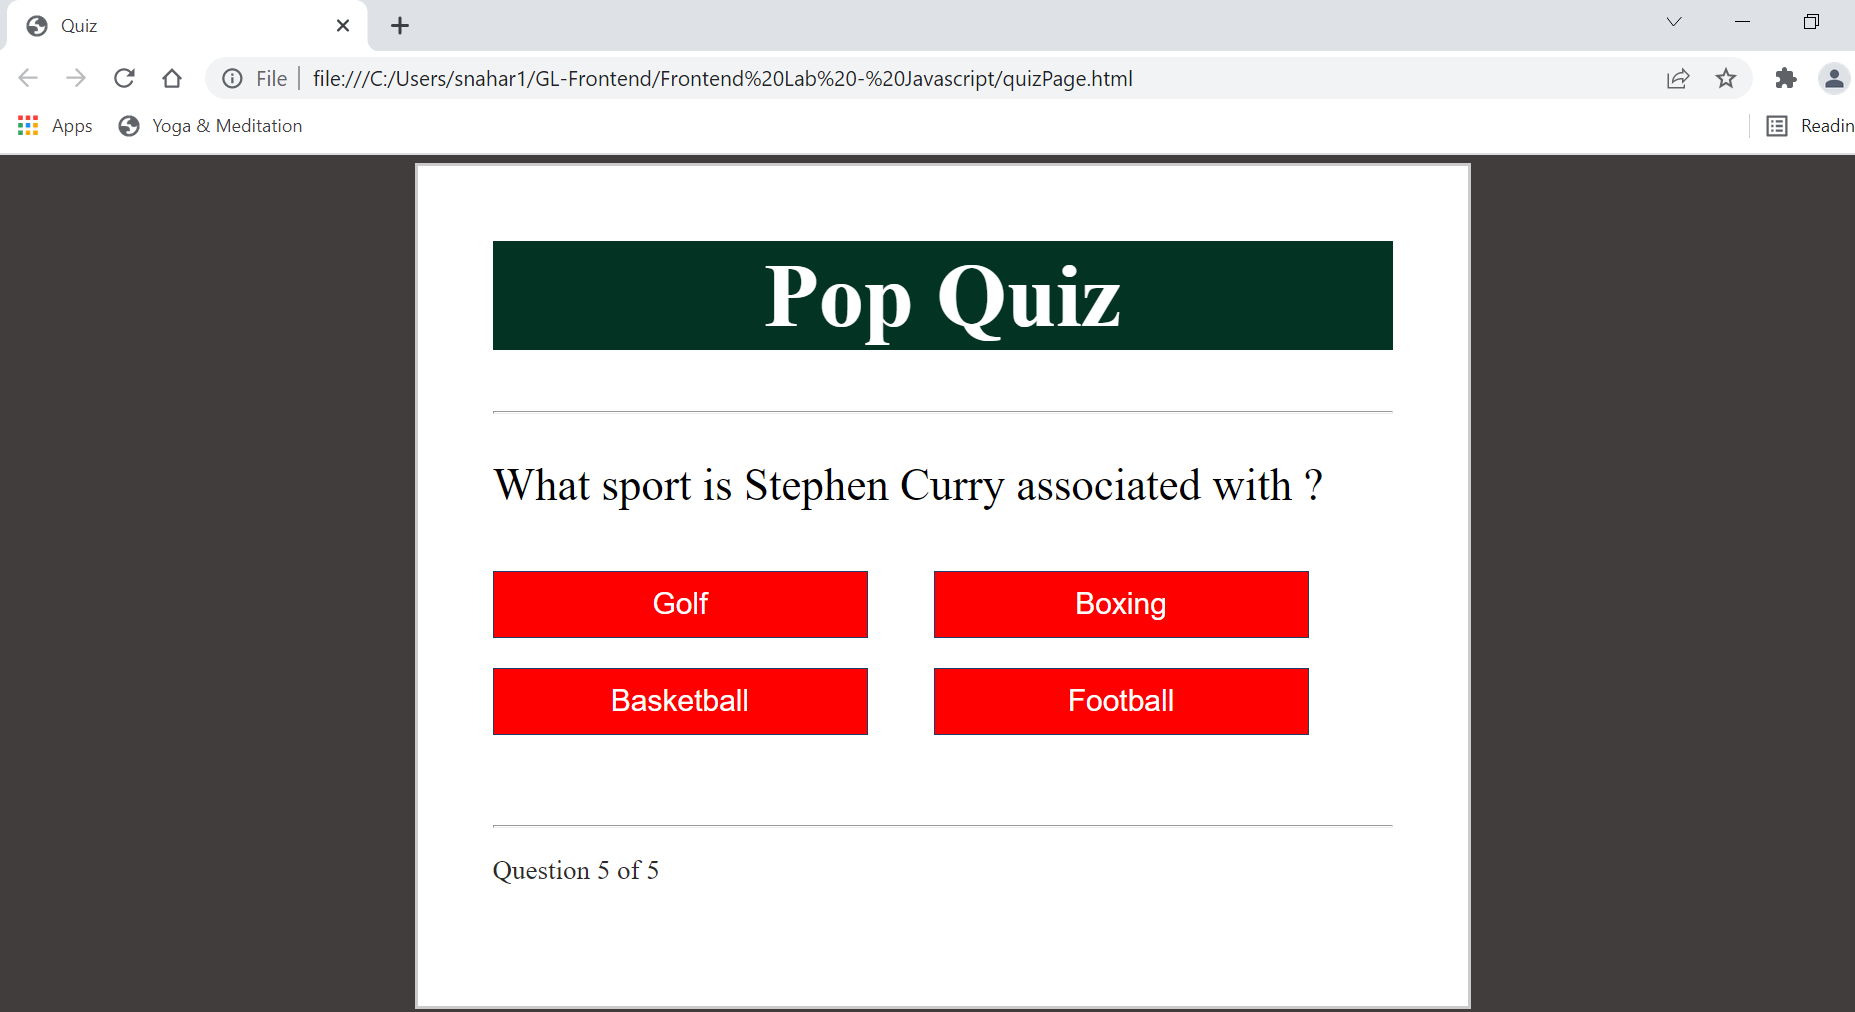 Quiz
File file:///C:/Users/snahar1/GL-Frontend/Frontend%20Lab%20-%20Javascript/quizPage.html
Apps Yoga & Meditation Readin
Pop Quiz
What sport is Stephen Curry associated with ?
Golf Boxing
Basketball Football
Question 5 of 5